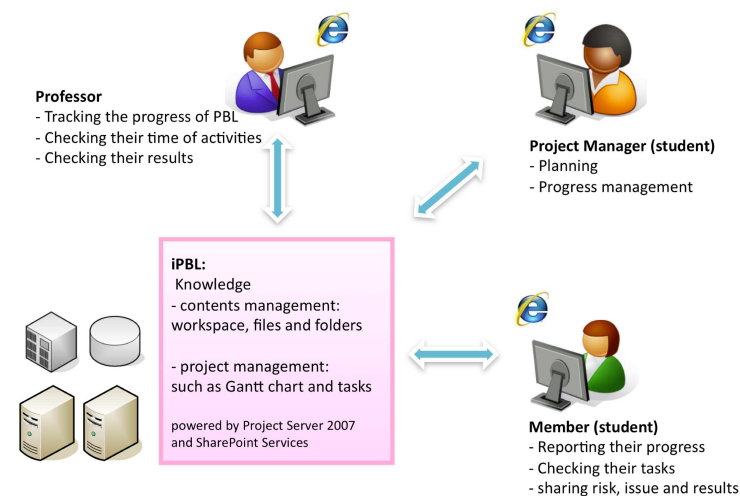 Professor
- Tracking the progress of PBL
- Checking their time of activities
- Checking their results
Project Manager (student)
- Planning
- Progress management
iPBL:
Knowledge
- contents management:
workspace, files and folders
- project management:
such as Gantt chart and tasks
powered by Project Server 2007
and SharePoint Services
Member (student)
- Reporting their progress
- Checking their tasks
- sharing risk, issue and results